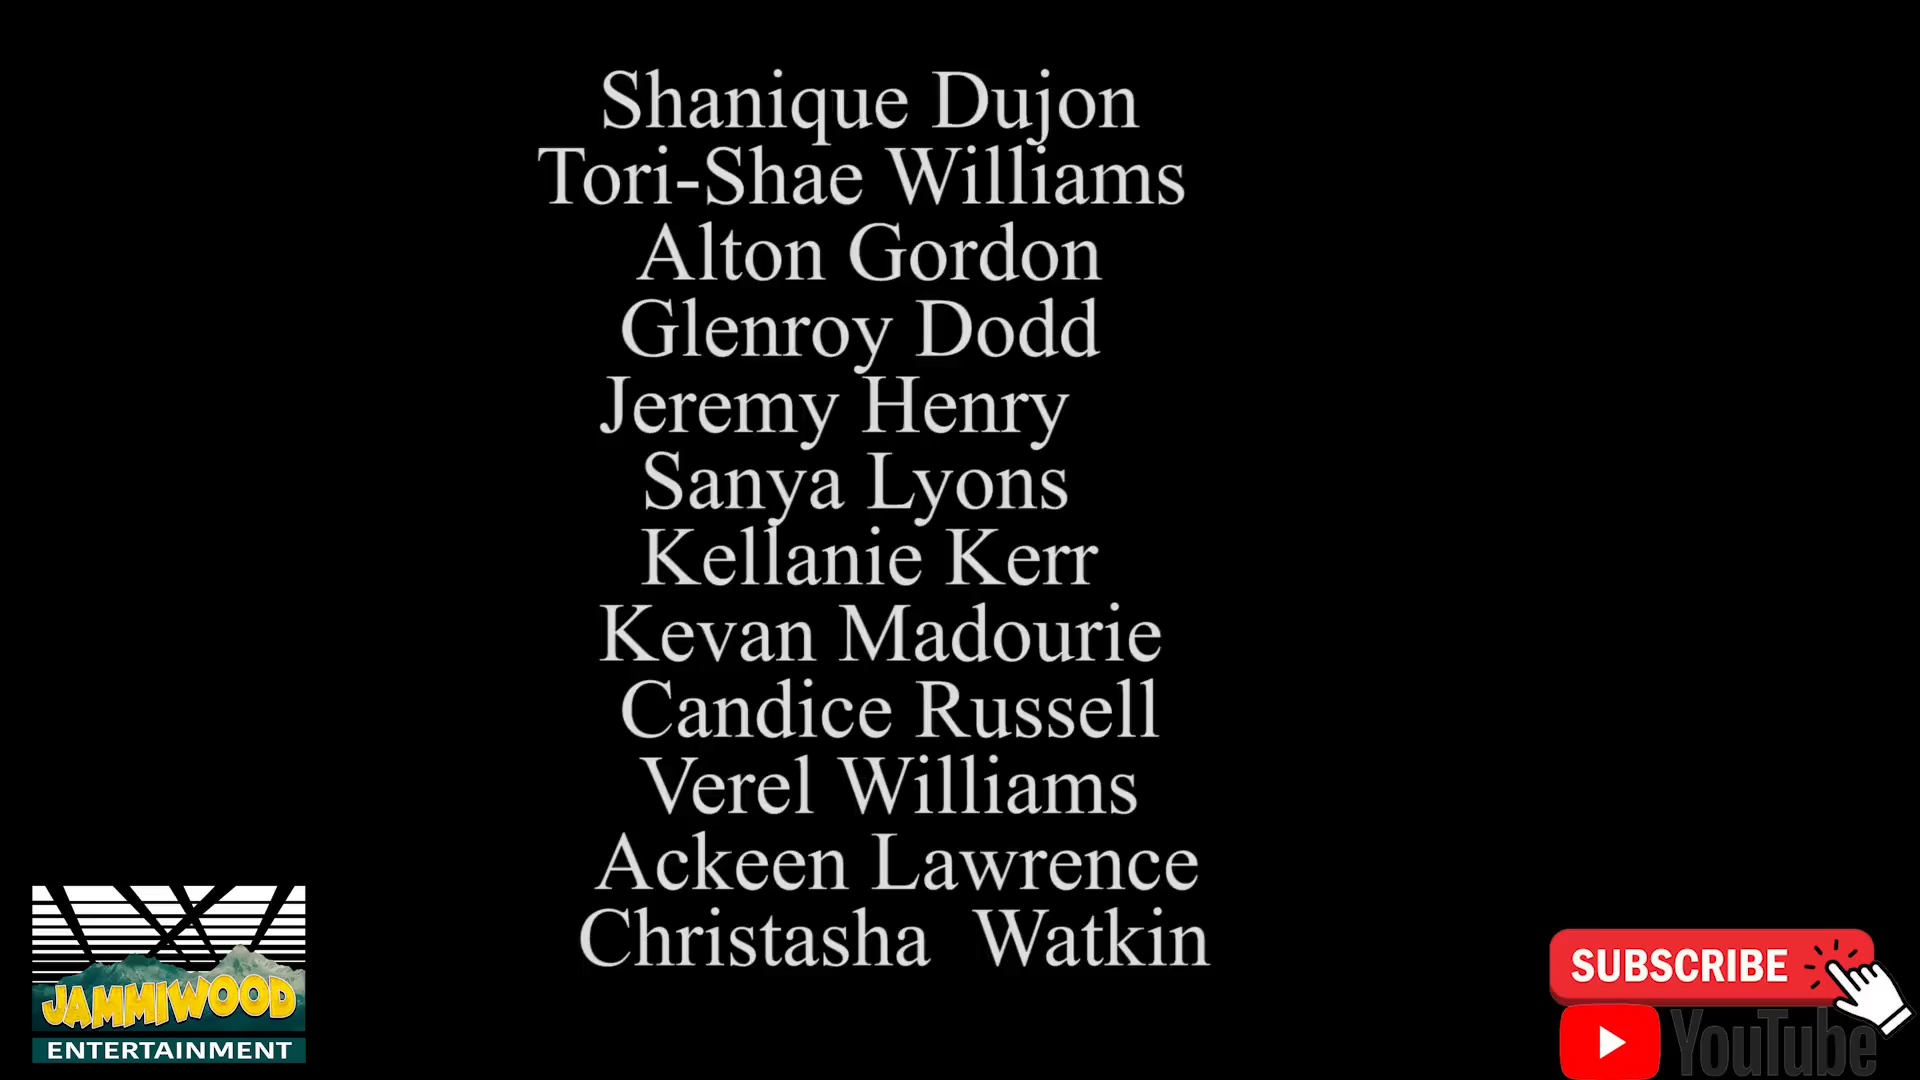 Shanique Dujon
Tori-Shae Williams
Alton Gordon
Glenroy Dodd
Jeremy Henry
Sanya Lyons
Kellanie Kerr
Kevan Madourie
Candice Russell
Verel Williams
Ackeen Lawrence
Christasha Watkin
JAMMIWOOD
ENTERTAINMENT
SUBSCRIBE
YouTube